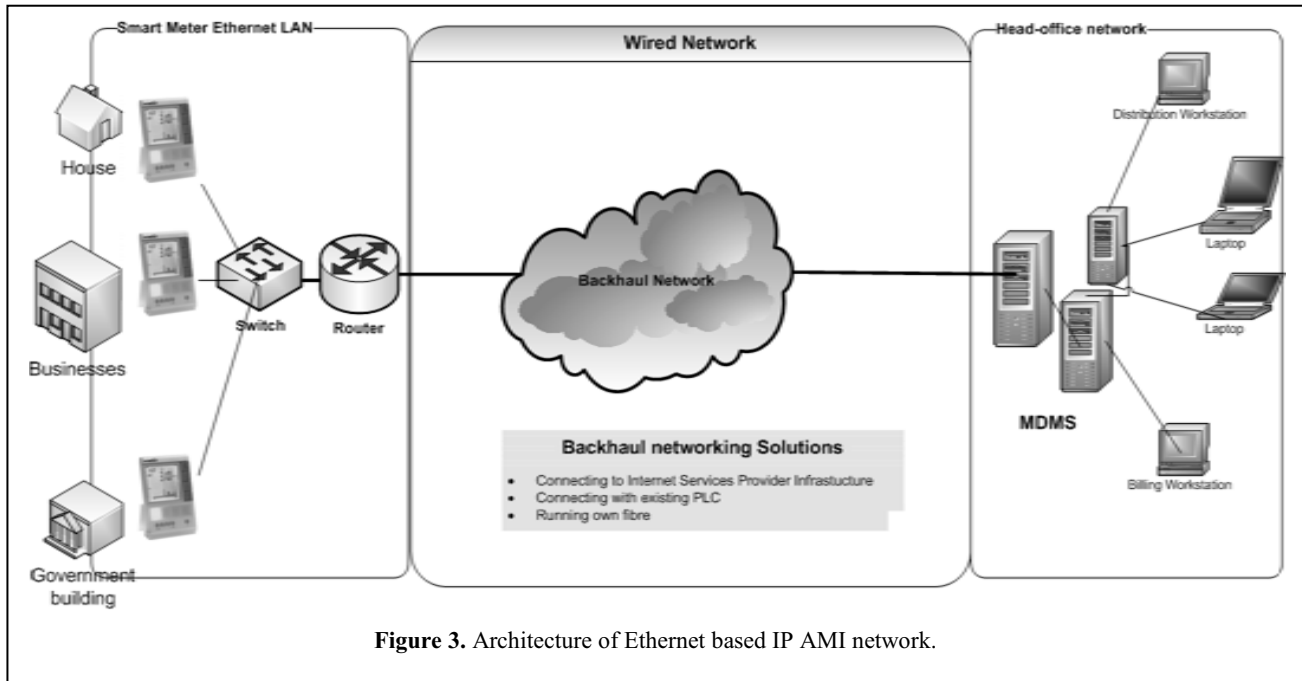 Smart Meter Ethernet LAN
House
Businesses
Government
building
Switch
Router
Wired Network
Backhaul Network
Backhaul networking Solutions
• Connecting to Internet Services Provider Infrastucture
• Connecting with existing PLC
• Running own fibre
Head-office network
Distribution Workstation
Laptop
Laptop
MDMS
Billing Workstation
Figure 3. Architecture of Ethernet based IP AMI network.